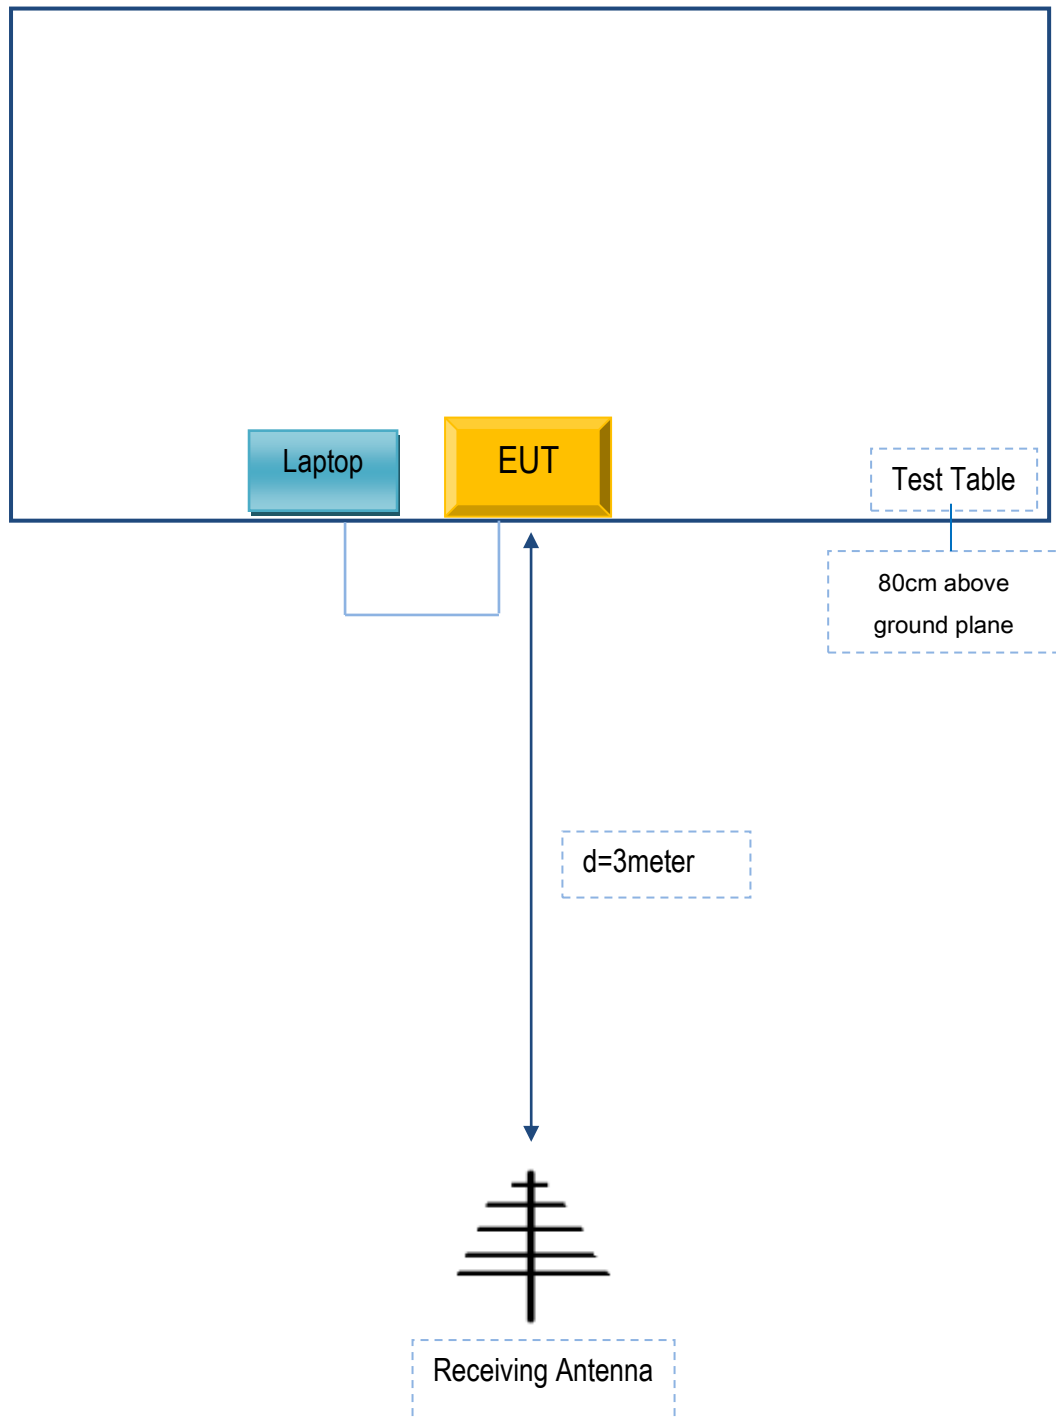 Laptop
EUT
Test Table
80cm above
ground plane
d=3meter
Receiving Antenna